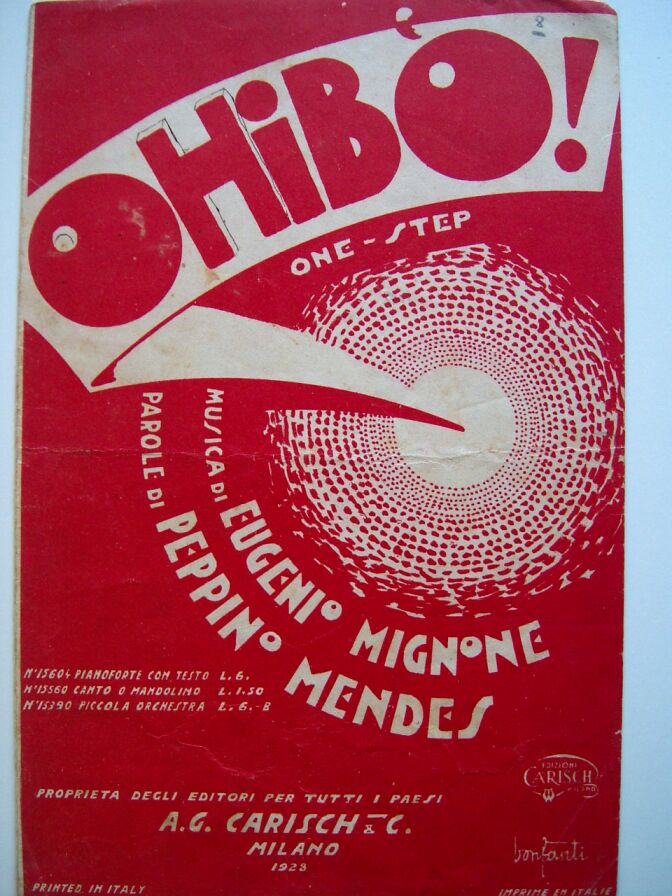 OHiBÒ!
ONE-STEP
MUSICA DI EUGENIO MIGNONE
PAROLE DI PEPPINO MENDES
N° 15604 PIANOFORTE CON TESTO L. 6.
N° 15560 CANTO O MANDOLINO L. 1.50
N° 15390 PICCOLA ORCHESTRA L. 6.-B
EDIZIONI
CARISCH
MILANO
PROPRIETA DEGLI EDITORI PER TUTTI I PAESI
A.G. CARISCH & C.
MILANO
1923
bonfanti
PRINTED IN ITALY
IMPRIMÉ EN ITALIE